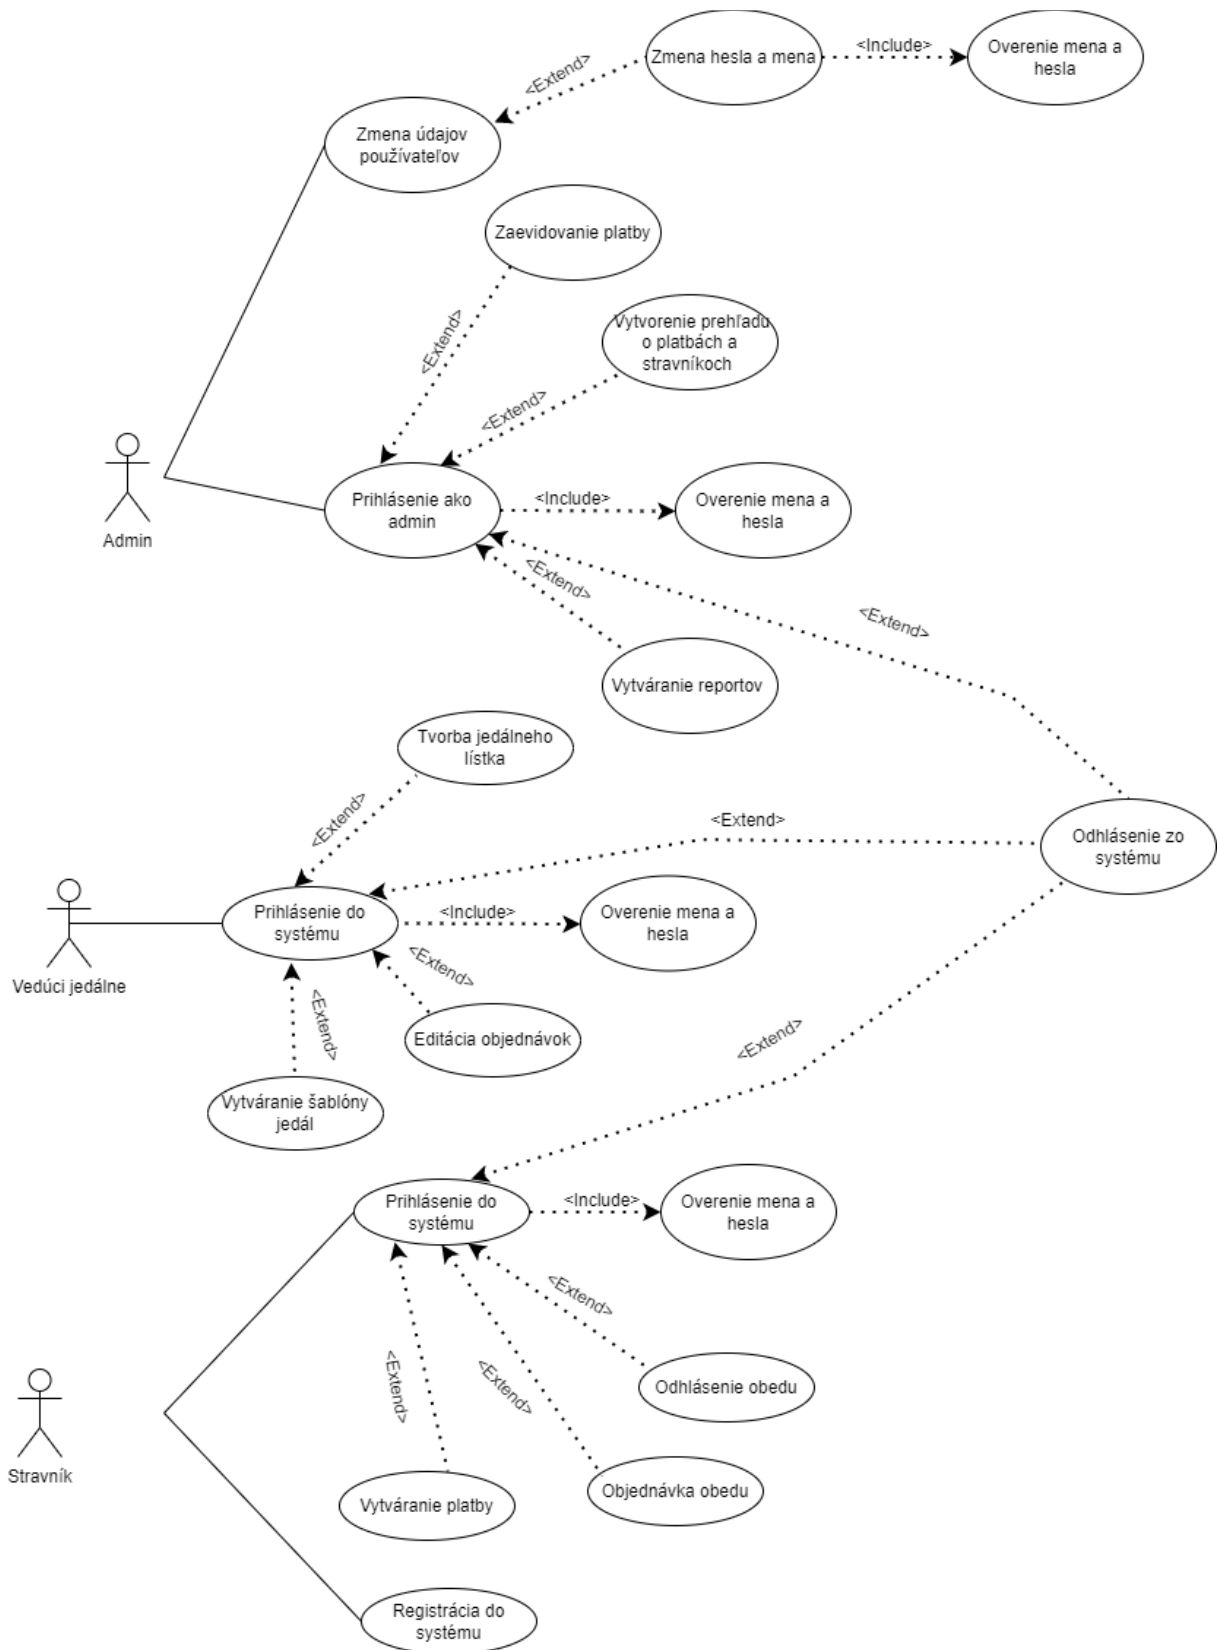 <Extend>
Zmena hesla a mena
<Include>
Overenie mena a
hesla
Zmena údajov
používateľov
Zaevidovanie platby
<Extend>
Vytvorenie prehľadu
o platbách a
stravníkoch
<Extend>
Admin
Prihlásenie ako
admin
<Include>
Overenie mena a
hesla
<Extend>
<Extend>
Vytváranie reportov
Tvorba jedálneho
lístka
<Extend>
<Extend>
Odhlásenie zo
systému
Vedúci jedálne
Prihlásenie do
systému
<Include>
Overenie mena a
hesla
<Extend>
<Extend>
Editácia objednávok
Vytváranie šablóny
jedál
<Extend>
Prihlásenie do
systému
<Include>
Overenie mena a
hesla
<Extend>
<Extend>
<Extend>
Odhlásenie obedu
Stravník
Vytváranie platby
Objednávka obedu
Registrácia do
systému